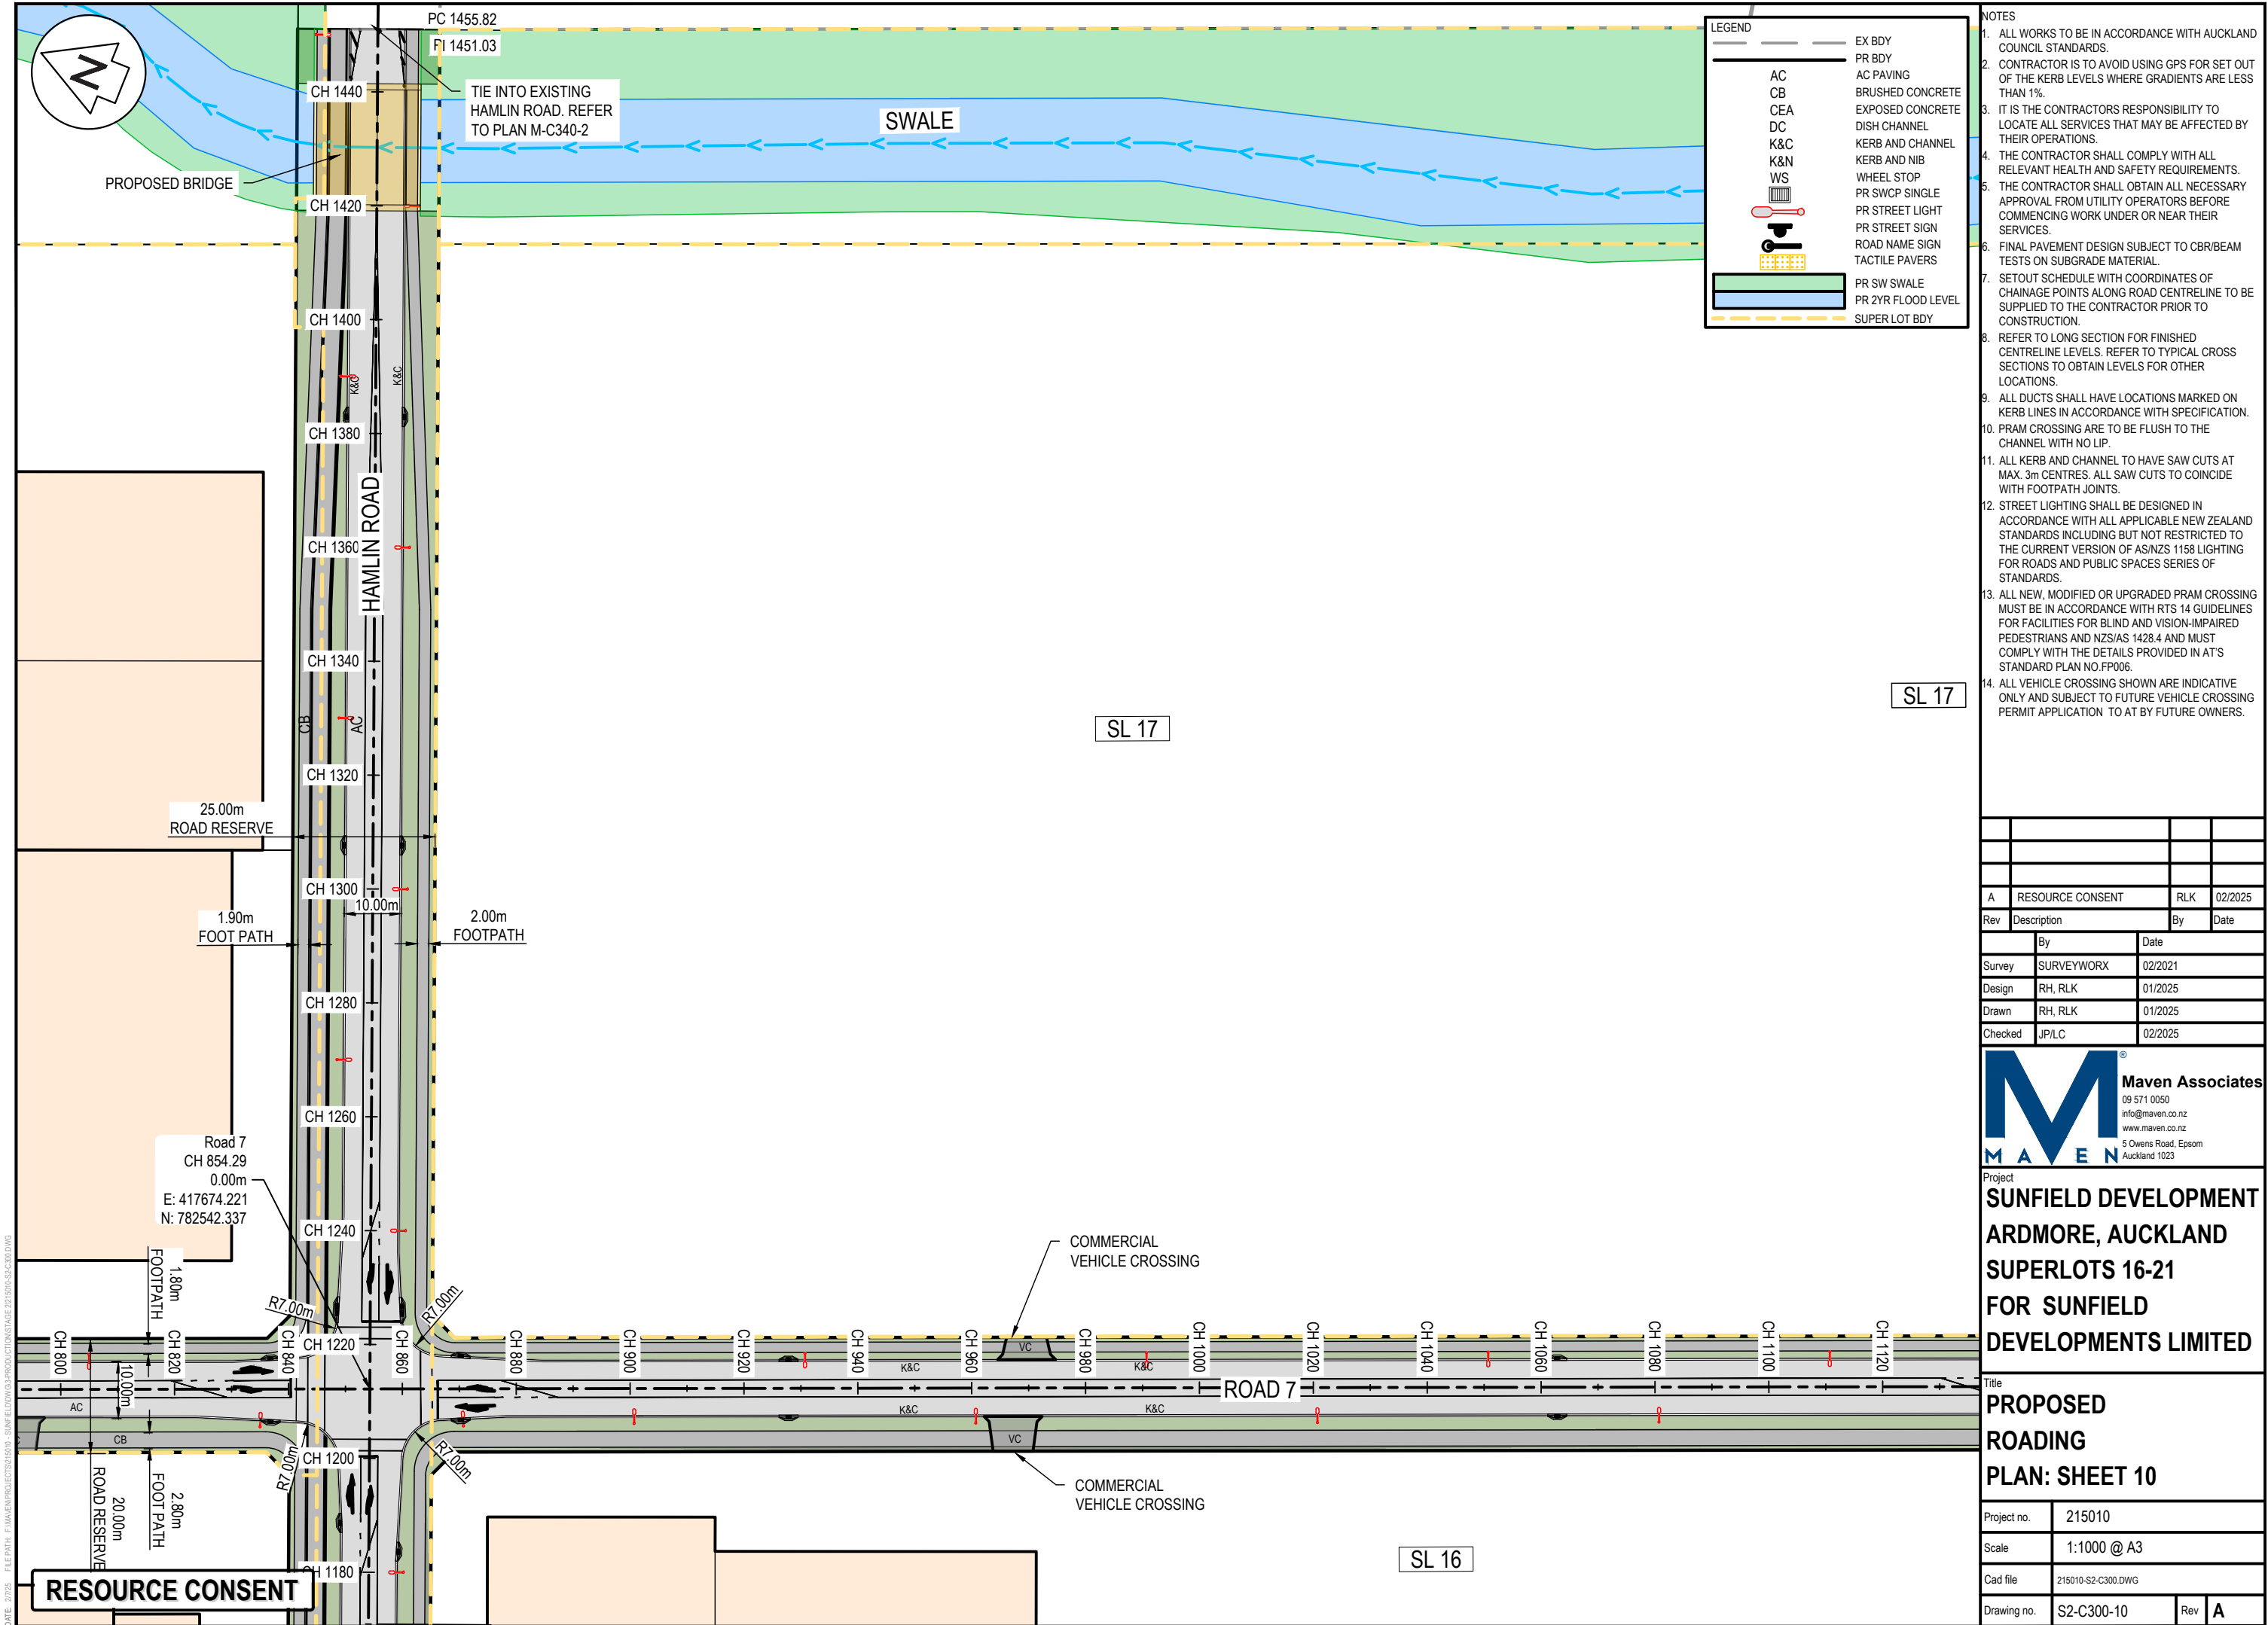 PC 1455.82
PI 1451.03
N
CH 1440
TIE INTO EXISTING
HAMLIN ROAD. REFER
TO PLAN M-C340-2
SWALE
PROPOSED BRIDGE
CH 1420
CH 1400
K&C
K&C
CH 1380
HAMLIN ROAD
CH 1360
CH 1340
CB
AC
SL 17
SL 17
CH 1320
25.00m
ROAD RESERVE
CH 1300
10.00m
1.90m
FOOT PATH
2.00m
FOOTPATH
CH 1280
CH 1260
Road 7
CH 854.29
0.00m
E: 417674.221
N: 782542.337
CH 1240
COMMERCIAL
VEHICLE CROSSING
1.80m
FOOTPATH
R7.00m
R7.00m
CH 1220
CH 800
CH 820
CH 840
CH 860
CH 880
CH 900
CH 920
CH 940
CH 960
CH 980
CH 1000
CH 1020
CH 1040
CH 1060
CH 1080
CH 1100
CH 1120
VC
K&C
K&C
10.00m
ROAD 7
AC
K&C
K&C
CB
VC
R7.00m
R7.00m
CH 1200
20.00m
ROAD RESERVE
2.80m
FOOT PATH
COMMERCIAL
VEHICLE CROSSING
SL 16
CH 1180
RESOURCE CONSENT
LEGEND
EX BDY
PR BDY
AC AC PAVING
CB BRUSHED CONCRETE
CEA EXPOSED CONCRETE
DC DISH CHANNEL
K&C KERB AND CHANNEL
K&N KERB AND NIB
WS WHEEL STOP
PR SWCP SINGLE
PR STREET LIGHT
PR STREET SIGN
ROAD NAME SIGN
TACTILE PAVERS
PR SW SWALE
PR 2YR FLOOD LEVEL
SUPER LOT BDY
NOTES
1. ALL WORKS TO BE IN ACCORDANCE WITH AUCKLAND
COUNCIL STANDARDS.
2. CONTRACTOR IS TO AVOID USING GPS FOR SET OUT
OF THE KERB LEVELS WHERE GRADIENTS ARE LESS
THAN 1%.
3. IT IS THE CONTRACTORS RESPONSIBILITY TO
LOCATE ALL SERVICES THAT MAY BE AFFECTED BY
THEIR OPERATIONS.
4. THE CONTRACTOR SHALL COMPLY WITH ALL
RELEVANT HEALTH AND SAFETY REQUIREMENTS.
5. THE CONTRACTOR SHALL OBTAIN ALL NECESSARY
APPROVAL FROM UTILITY OPERATORS BEFORE
COMMENCING WORK UNDER OR NEAR THEIR
SERVICES.
6. FINAL PAVEMENT DESIGN SUBJECT TO CBR/BEAM
TESTS ON SUBGRADE MATERIAL.
7. SETOUT SCHEDULE WITH COORDINATES OF
CHAINAGE POINTS ALONG ROAD CENTRELINE TO BE
SUPPLIED TO THE CONTRACTOR PRIOR TO
CONSTRUCTION.
8. REFER TO LONG SECTION FOR FINISHED
CENTRELINE LEVELS. REFER TO TYPICAL CROSS
SECTIONS TO OBTAIN LEVELS FOR OTHER
LOCATIONS.
9. ALL DUCTS SHALL HAVE LOCATIONS MARKED ON
KERB LINES IN ACCORDANCE WITH SPECIFICATION.
10. PRAM CROSSING ARE TO BE FLUSH TO THE
CHANNEL WITH NO LIP.
11. ALL KERB AND CHANNEL TO HAVE SAW CUTS AT
MAX. 3m CENTRES. ALL SAW CUTS TO COINCIDE
WITH FOOTPATH JOINTS.
12. STREET LIGHTING SHALL BE DESIGNED IN
ACCORDANCE WITH ALL APPLICABLE NEW ZEALAND
STANDARDS INCLUDING BUT NOT RESTRICTED TO
THE CURRENT VERSION OF AS/NZS 1158 LIGHTING
FOR ROADS AND PUBLIC SPACES SERIES OF
STANDARDS.
13. ALL NEW, MODIFIED OR UPGRADED PRAM CROSSING
MUST BE IN ACCORDANCE WITH RTS 14 GUIDELINES
FOR FACILITIES FOR BLIND AND VISION-IMPAIRED
PEDESTRIANS AND NZS/AS 1428.4 AND MUST
COMPLY WITH THE DETAILS PROVIDED IN AT'S
STANDARD PLAN NO.FP006.
14. ALL VEHICLE CROSSING SHOWN ARE INDICATIVE
ONLY AND SUBJECT TO FUTURE VEHICLE CROSSING
PERMIT APPLICATION TO AT BY FUTURE OWNERS.
A RESOURCE CONSENT RLK 02/2025
Rev Description By Date
By Date
Survey SURVEYWORX 02/2021
Design RH, RLK 01/2025
Drawn RH, RLK 01/2025
Checked JP/LC 02/2025
MAVEN ®
Maven Associates
09 571 0050
info@maven.co.nz
www.maven.co.nz
5 Owens Road, Epsom
Auckland 1023
Project
SUNFIELD DEVELOPMENT
ARDMORE, AUCKLAND
SUPERLOTS 16-21
FOR SUNFIELD
DEVELOPMENTS LIMITED
Title
PROPOSED
ROADING
PLAN: SHEET 10
Project no. 215010
Scale 1:1000 @ A3
Cad file 215010-S2-C300.DWG
Drawing no. S2-C300-10 Rev A